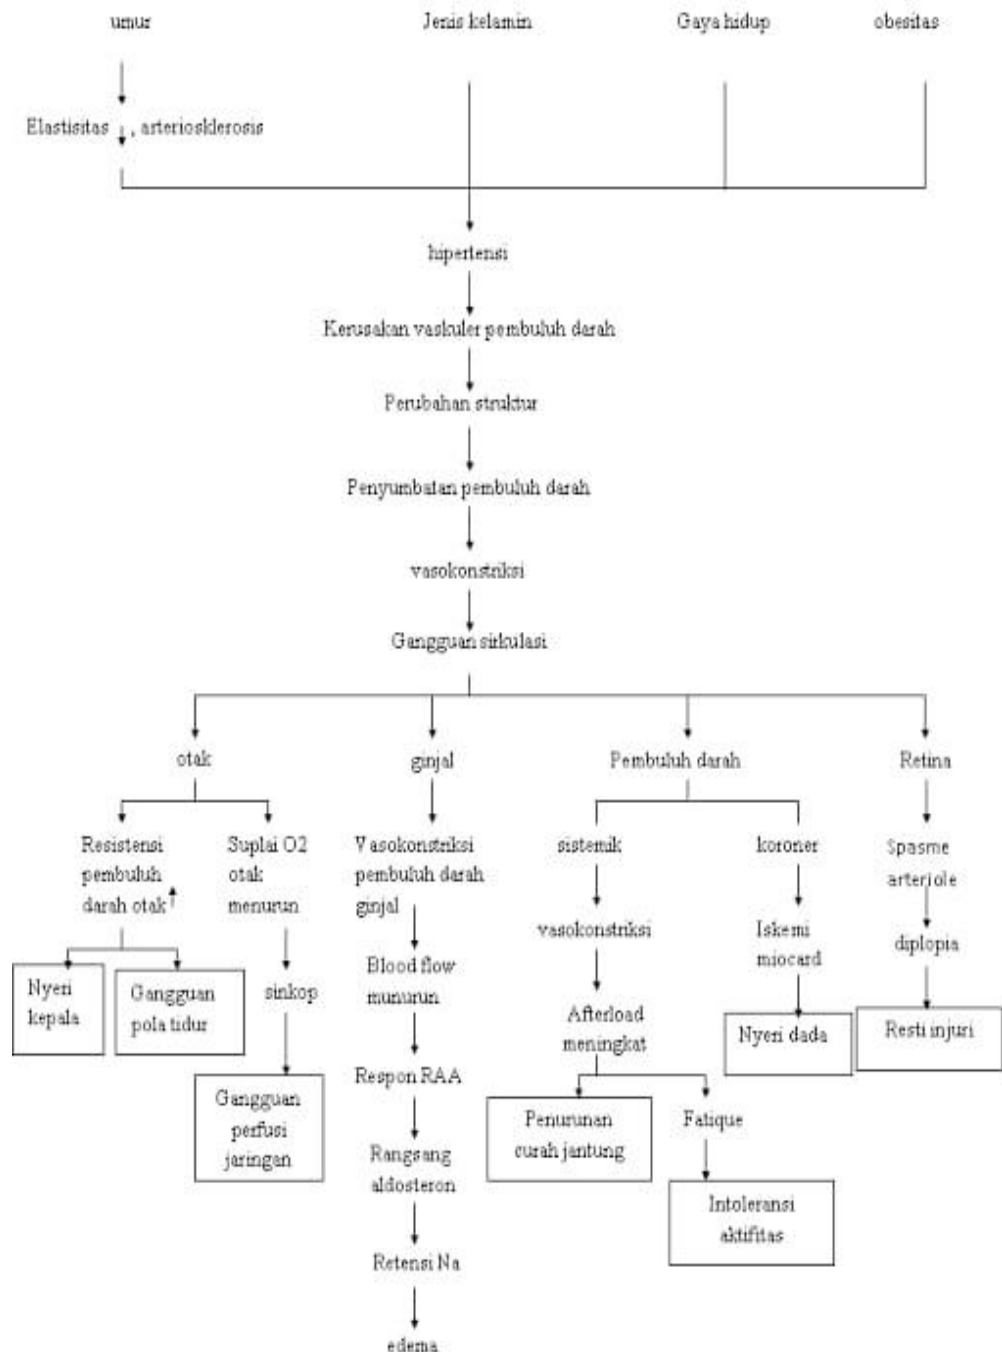 umur
Jenis kelamin
Gaya hidup
obesitas
Elastisitas , arteriosklerosis
hipertensi
Kerusakan vaskuler pembuluh darah
Perubahan struktur
Penyumbatan pembuluh darah
vasokonstriksi
Gangguan sirkulasi
otak
ginjal
Pembuluh darah
Retina
Resistensi
pembuluh
darah otak
Suplai O2
otak
menurun
Vasokonstriksi
pembuluh darah
ginjal
sistemik
koroner
Spasme
arteriole
vasokonstriksi
Iskemi
miocard
diplopia
Nyeri
kepala
Gangguan
pola tidur
sinkop
Blood flow
munurun
Afterload
meningkat
Nyeri dada
Resti injuri
Gangguan
perfusi
jaringan
Respon RAA
Penurunan
curah jantung
Fatique
Rangsang
aldosteron
Intoleransi
aktifitas
Retensi Na
edema